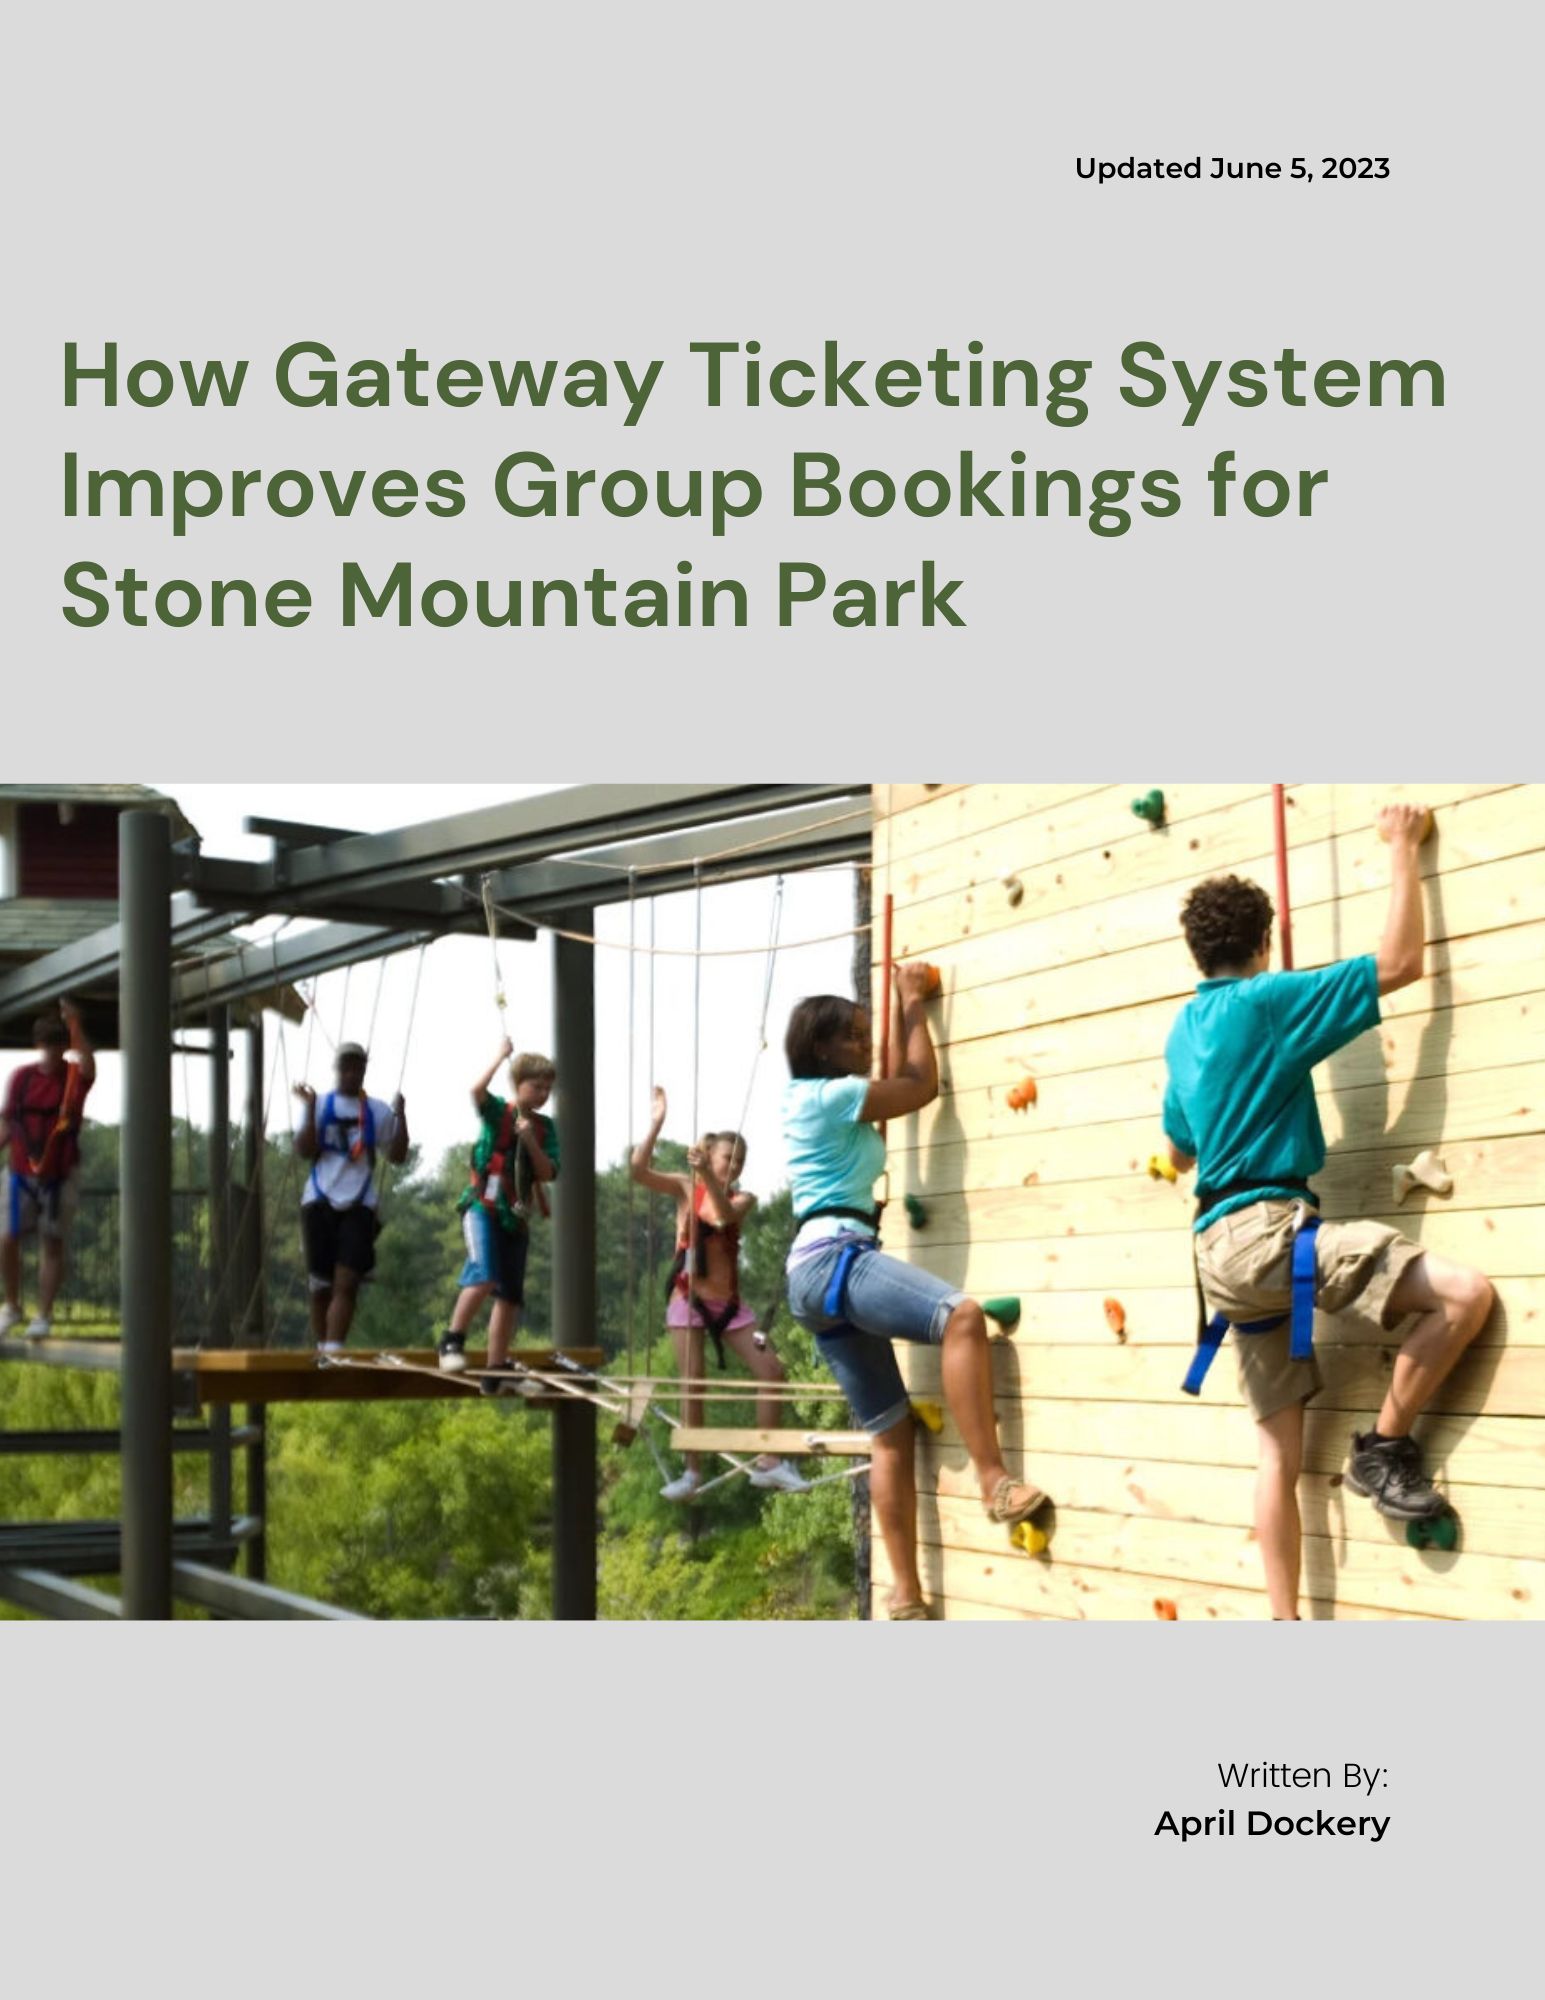 Updated June 5, 2023
How Gateway Ticketing System
Improves Group Bookings for
Stone Mountain Park
Written By:
April Dockery